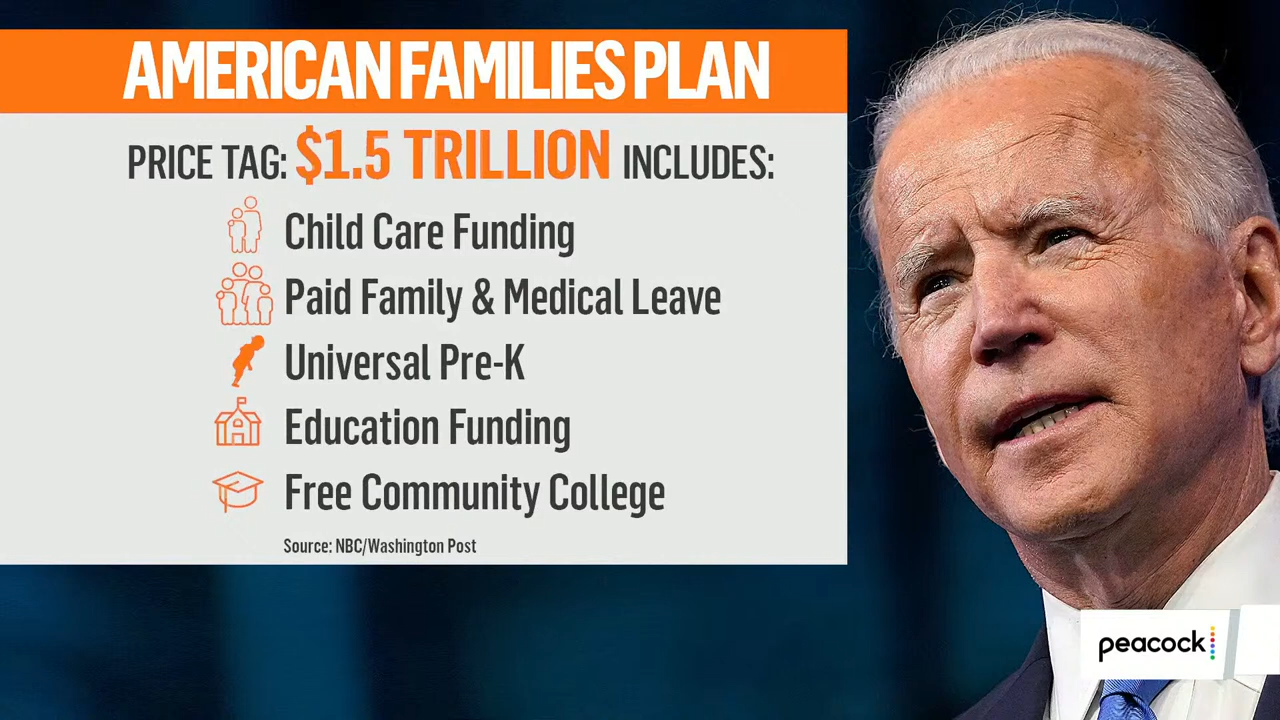 AMERICAN FAMILIES PLAN
PRICE TAG: $1.5 TRILLION INCLUDES:
Child Care Funding
Paid Family & Medical Leave
Universal Pre-K
Education Funding
Free Community College
Source: NBC/Washington Post
peacock